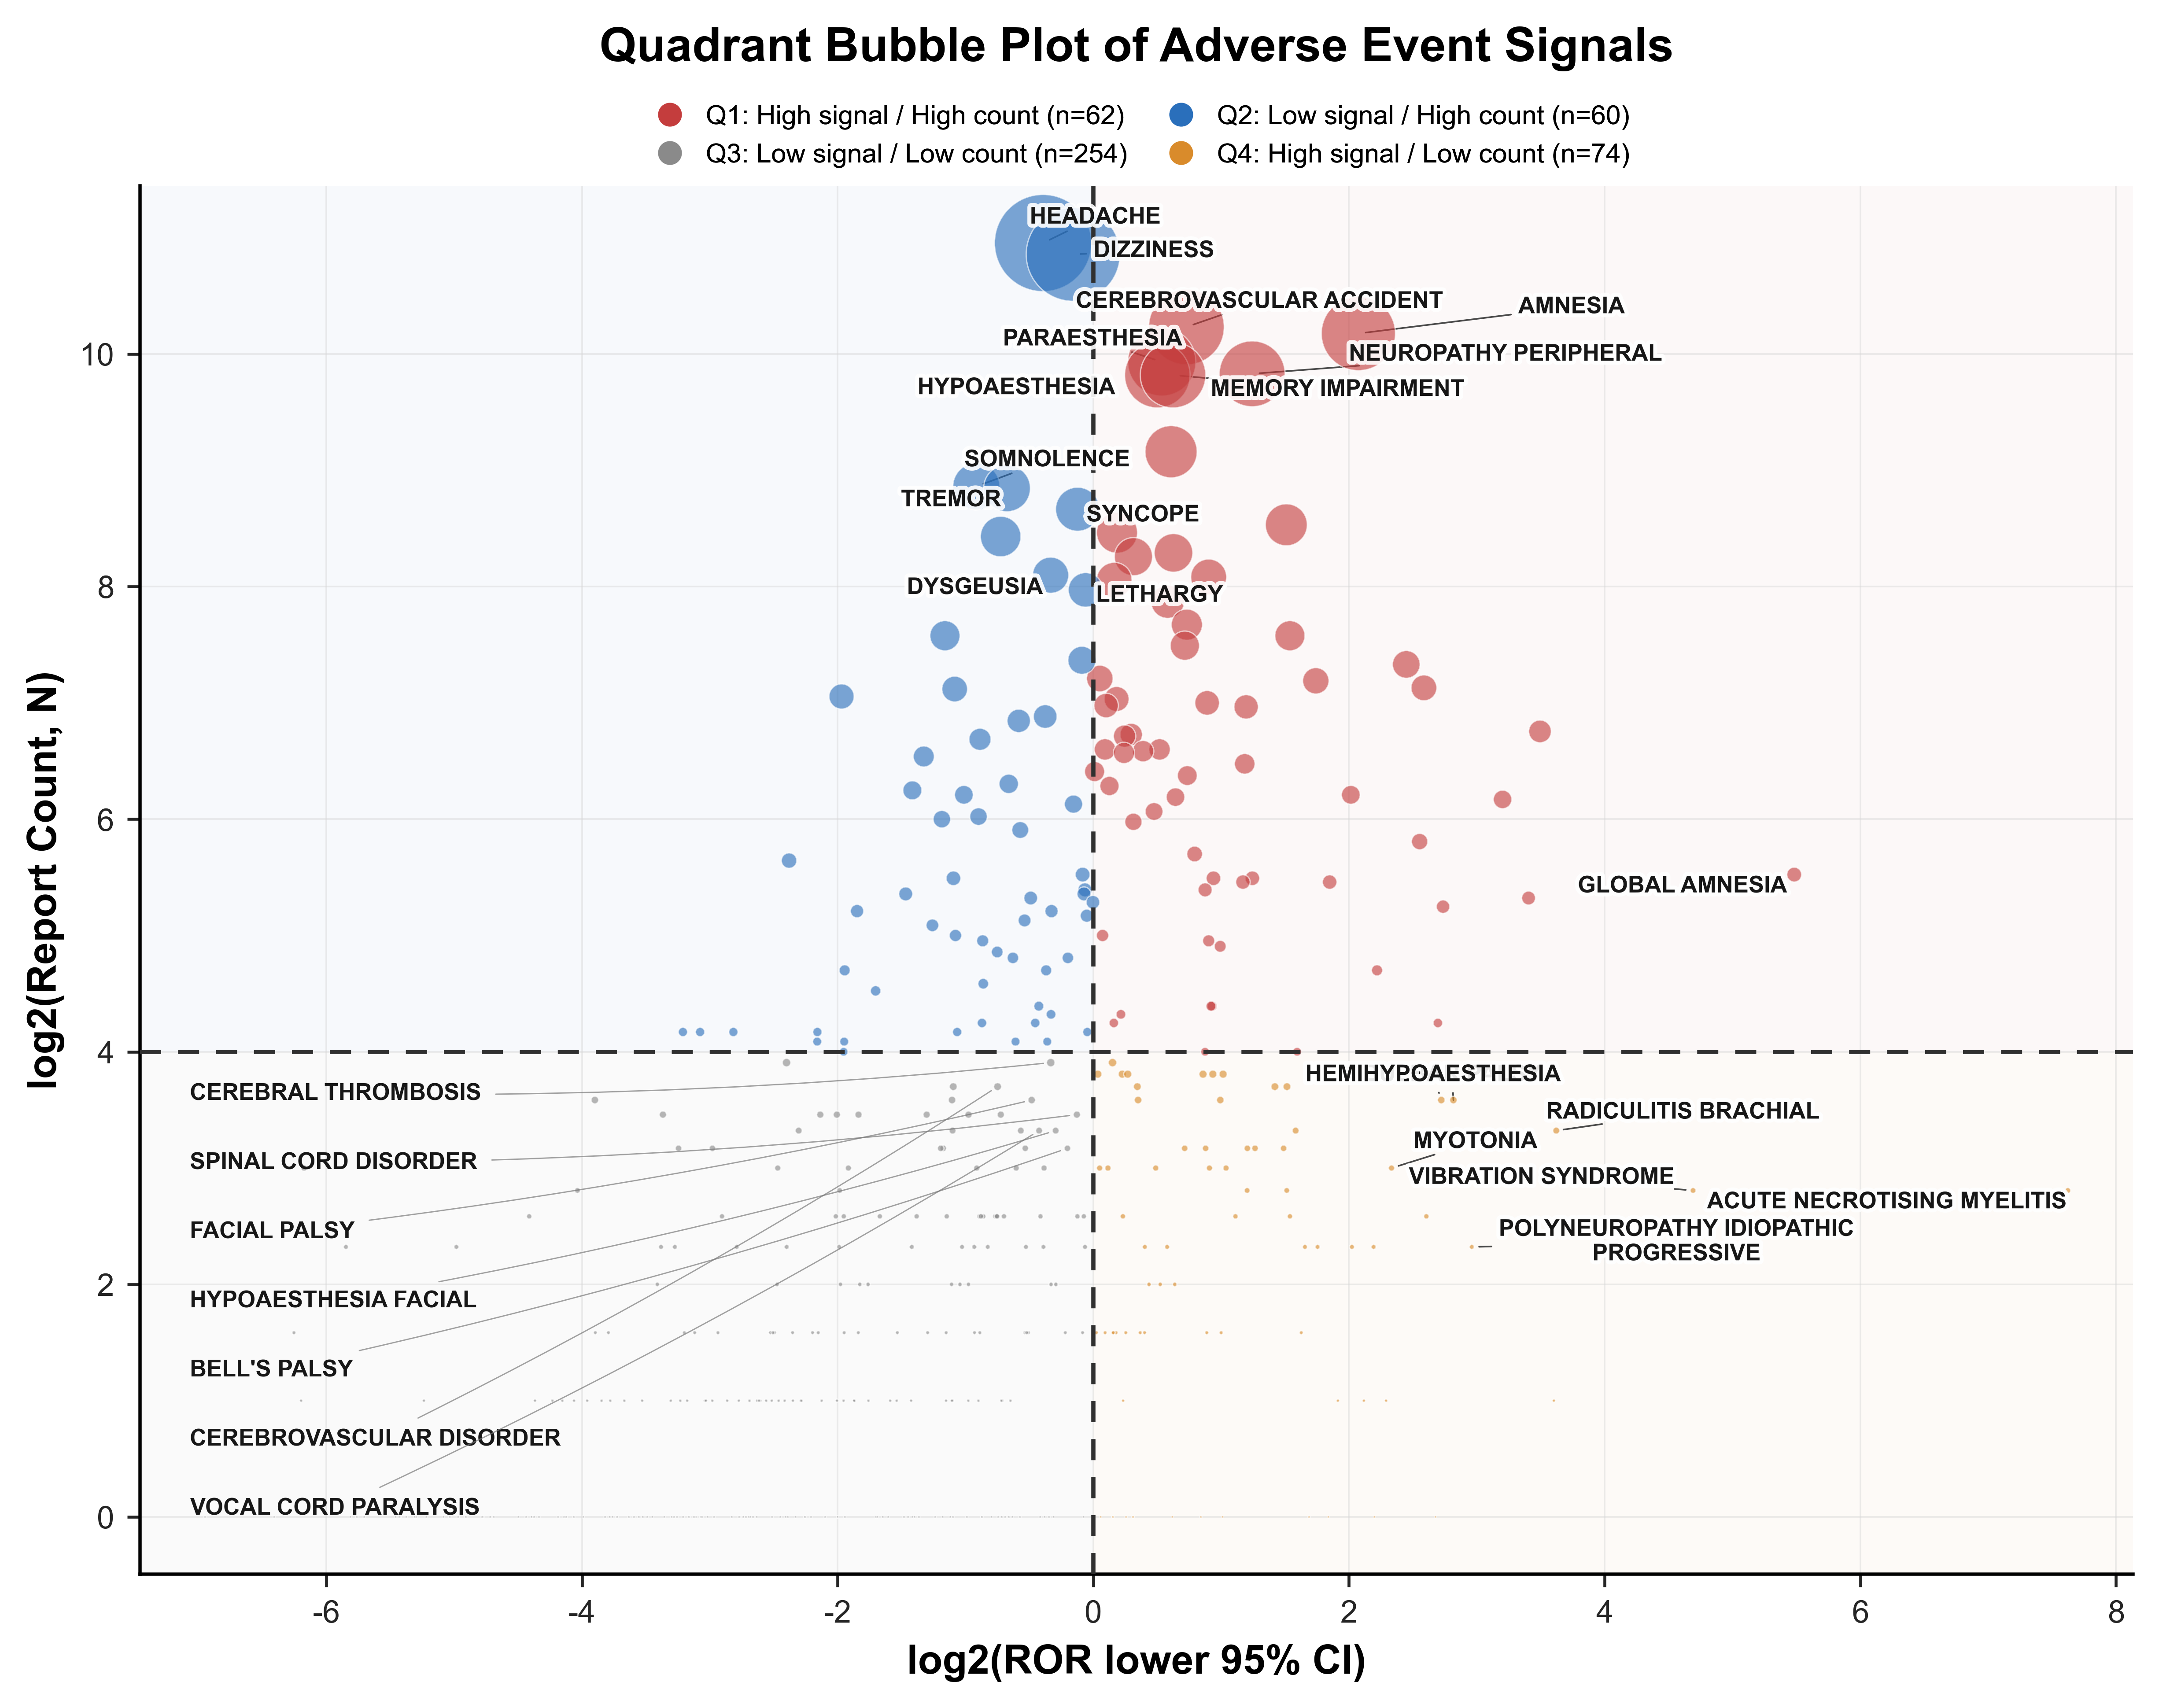 Quadrant Bubble Plot of Adverse Event Signals
Q1: High signal / High count (n=62)
Q2: Low signal / High count (n=60)
Q3: Low signal / Low count (n=254)
Q4: High signal / Low count (n=74)
HEADACHE
DIZZINESS
CEREBROVASCULAR ACCIDENT
AMNESIA
PARAESTHESIA
NEUROPATHY PERIPHERAL
HYPOAESTHESIA
MEMORY IMPAIRMENT
SOMNOLENCE
TREMOR
SYNCOPE
DYSGEUSIA
LETHARGY
GLOBAL AMNESIA
HEMIHYPOAESTHESIA
CEREBRAL THROMBOSIS
RADICULITIS BRACHIAL
MYOTONIA
SPINAL CORD DISORDER
VIBRATION SYNDROME
ACUTE NECROTISING MYELITIS
FACIAL PALSY
POLYNEUROPATHY IDIOPATHIC
PROGRESSIVE
HYPOAESTHESIA FACIAL
BELL'S PALSY
CEREBROVASCULAR DISORDER
VOCAL CORD PARALYSIS
10
8
6
4
2
0
log2(Report Count, N)
-6
-4
-2
0
2
4
6
8
log2(ROR lower 95% CI)